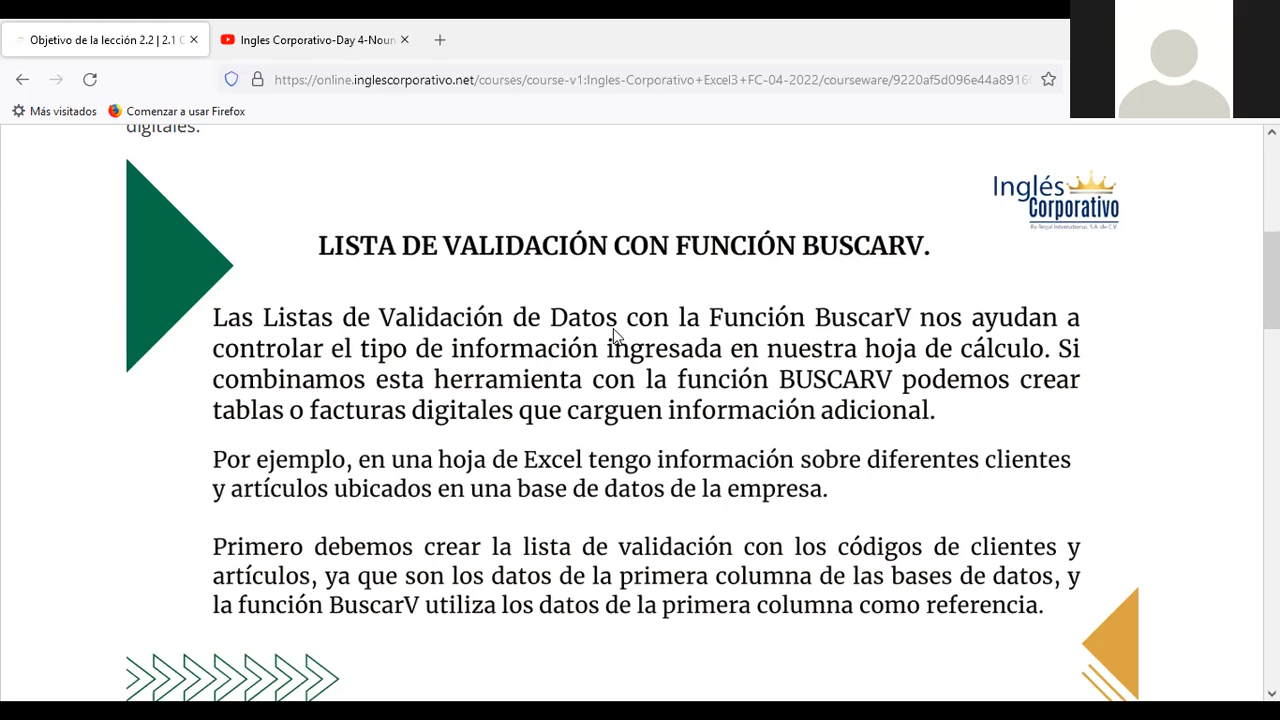 Objetivo de la lección 2.2 | 2.1 C
Ingles Corporativo-Day 4-Noun
https://online.inglescorporativo.net/courses/course-v1:Ingles-Corporativo+Excel3+FC-04-2022/courseware/9220af5d096e44a89160
Más visitados
Comenzar a usar Firefox
digitales.
Inglés
Corporativo
By Regal International, S.A. de C.V.
LISTA DE VALIDACIÓN CON FUNCIÓN BUSCARV.
Las Listas de Validación de Datos con la Función BuscarV nos ayudan a
controlar el tipo de información ingresada en nuestra hoja de cálculo. Si
combinamos esta herramienta con la función BUSCARV podemos crear
tablas o facturas digitales que carguen información adicional.
Por ejemplo, en una hoja de Excel tengo información sobre diferentes clientes
y artículos ubicados en una base de datos de la empresa.
Primero debemos crear la lista de validación con los códigos de clientes y
artículos, ya que son los datos de la primera columna de las bases de datos, y
la función BuscarV utiliza los datos de la primera columna como referencia.